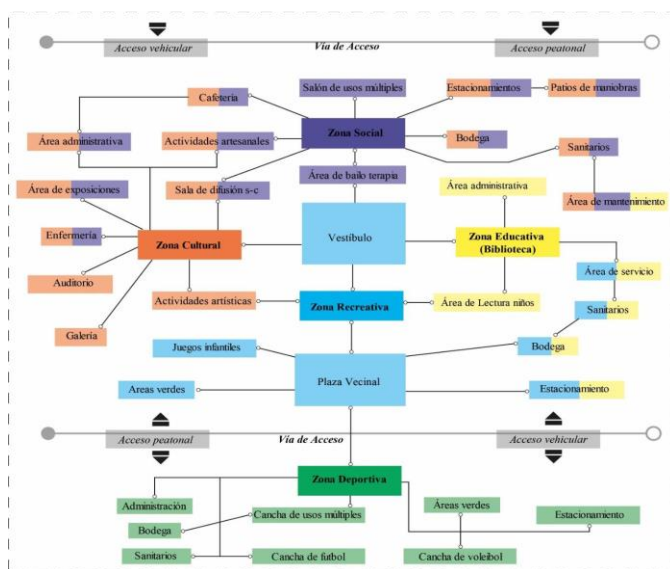 Acceso vehicular
Vía de Acceso
Acceso peatonal
Salón de usos múltiples
Estacionamientos
Patios de maniobras
Cafetería
Área administrativa
Actividades artesanales
Zona Social
Bodega
Sanitarios
Área de bailo terapia
Área de exposiciones
Sala de difusión s-c
Área administrativa
Área de mantenimiento
Enfermería
Zona Cultural
Vestíbulo
Zona Educativa
(Biblioteca)
Auditorio
Área de servicio
Actividades artísticas
Zona Recreativa
Área de Lectura niños
Sanitarios
Galería
Juegos infantiles
Bodega
Plaza Vecinal
Areas verdes
Estacionamiento
Acceso peatonal
Vía de Acceso
Acceso vehicular
Zona Deportiva
Administración
Cancha de usos múltiples
Áreas verdes
Estacionamiento
Bodega
Sanitarios
Cancha de futbol
Cancha de voleibol